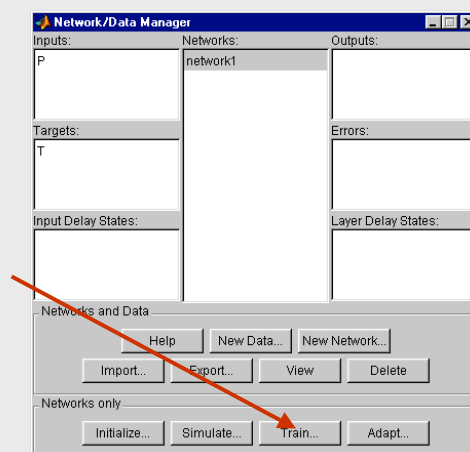 Network/Data Manager
Inputs: Networks: Outputs:
P network1
Targets: Errors:
T
Input Delay States: Layer Delay States:
Networks and Data
Help New Data... New Network...
Import... Export... View Delete
Networks only
Initialize... Simulate... Train... Adapt...